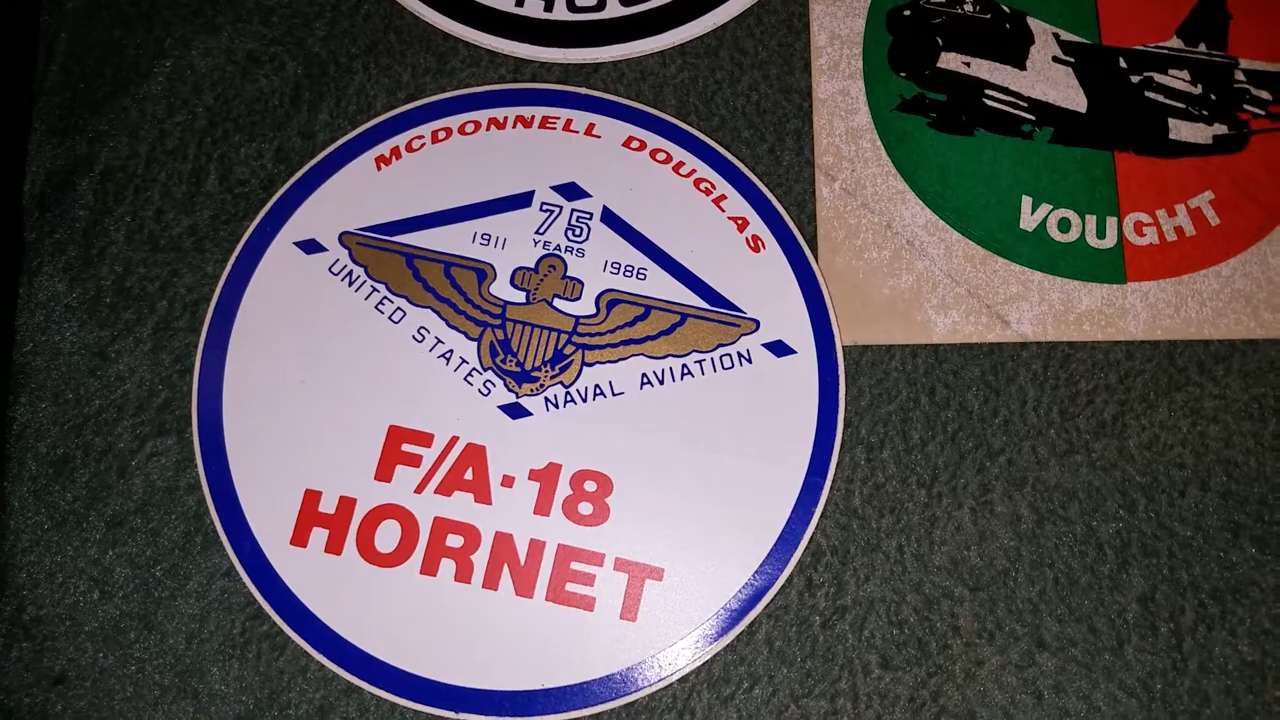 MCDONNELL DOUGLAS
75
YEARS
1911
1986
UNITED STATES
NAVAL AVIATION
F/A·18
HORNET
VOUGHT